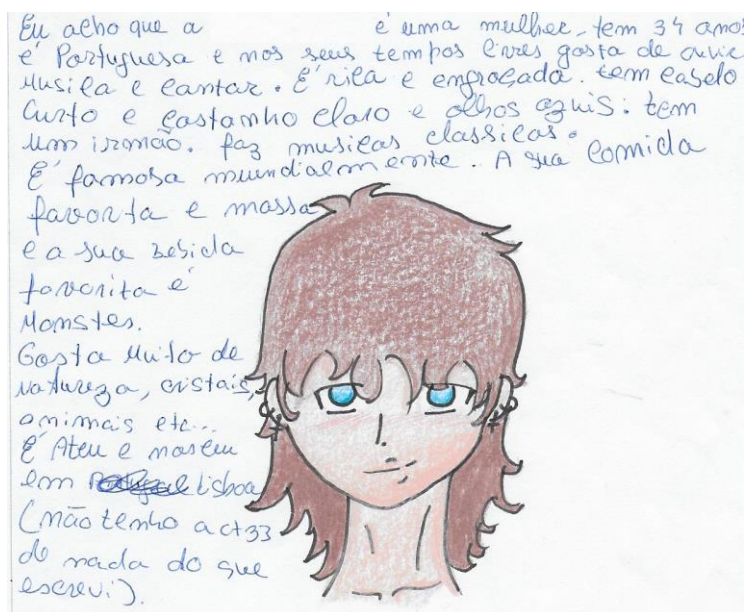 Eu acho que a é uma mulher, tem 34 anos
é Portuguesa e nos seus tempos livres gosta de ouvir
Musica e cantar. É rica e engraçada. tem cabelo
Curto e castanho claro e olhos azuis. tem
um irmão. faz musicas classicas.
É famosa mundialmente. A sua comida
favorita e massa
e a sua bebida
favorita é
Monster.
Gosta Muito de
natureza, cristais,
animais etc...
É Ateu e nasceu
em Lisboa
(não tenho a ctz
de nada do que
escrevi).